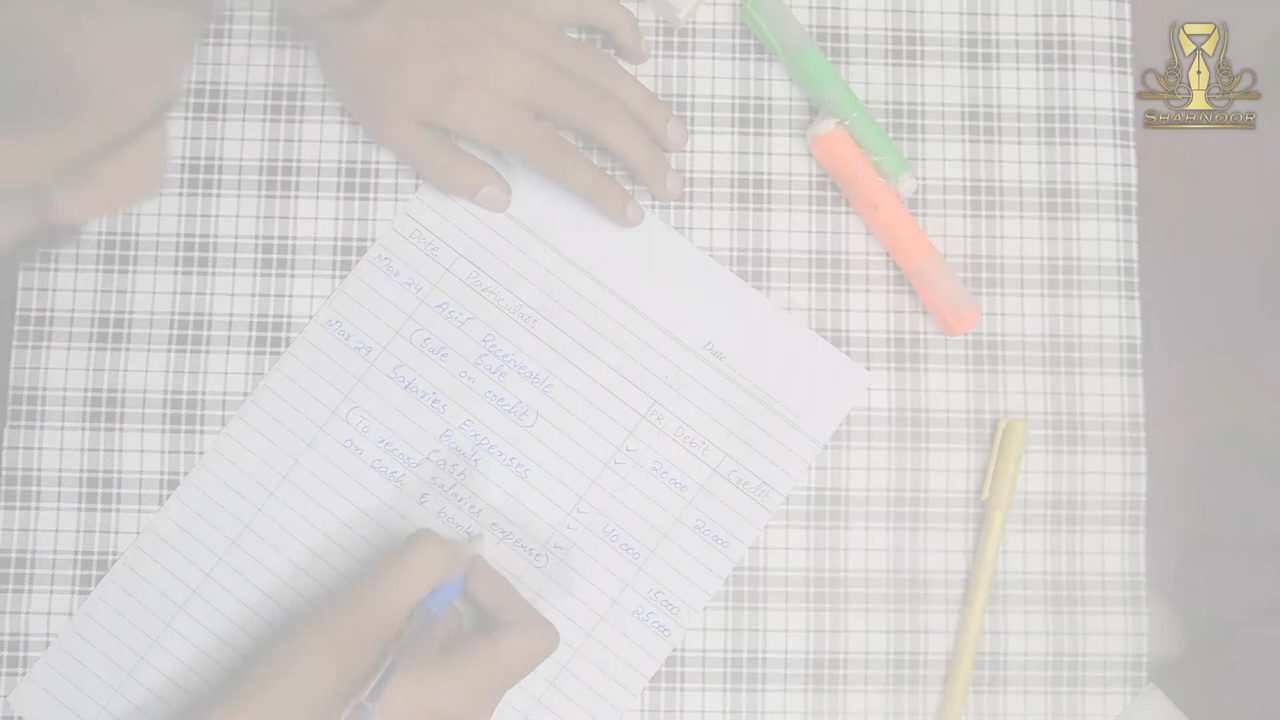 SHAHNOOR
Date
Date Particulars PR Debit Credit
Mar 24 Asif Receiveable ✓ 20000
Sale ✓ 20000
(Sale on credit)
Mar 29 Salaries Expenses ✓ 40000
Bank ✓ 15000
Cash ✓ 25000
(To record salaries expense)
on cash & bank